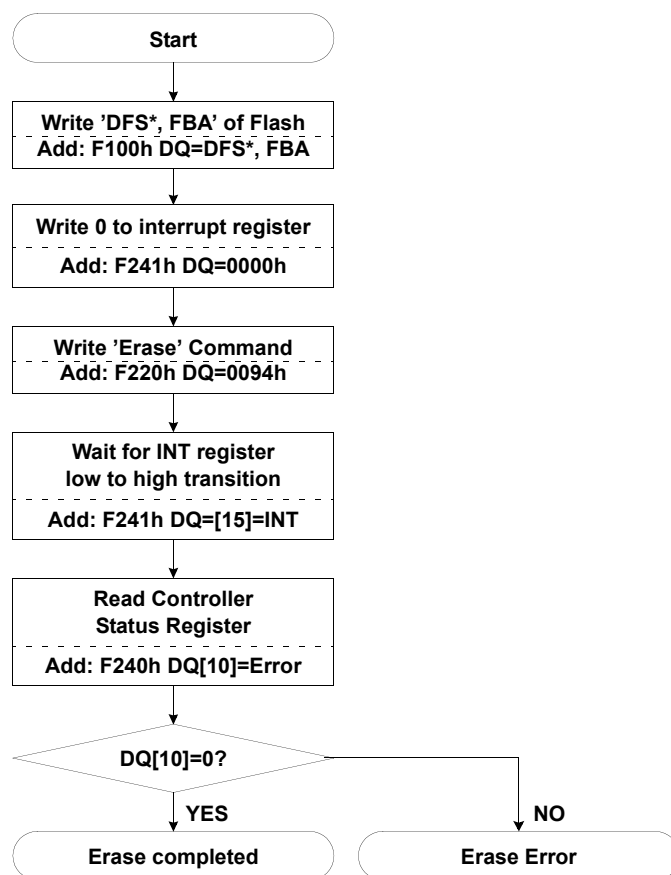 Start
Write ’DFS*, FBA’ of Flash
Add: F100h DQ=DFS*, FBA
Write 0 to interrupt register
Add: F241h DQ=0000h
Write ’Erase’ Command
Add: F220h DQ=0094h
Wait for INT register
low to high transition
Add: F241h DQ=[15]=INT
Read Controller
Status Register
Add: F240h DQ[10]=Error
DQ[10]=0?
YES
NO
Erase completed
Erase Error